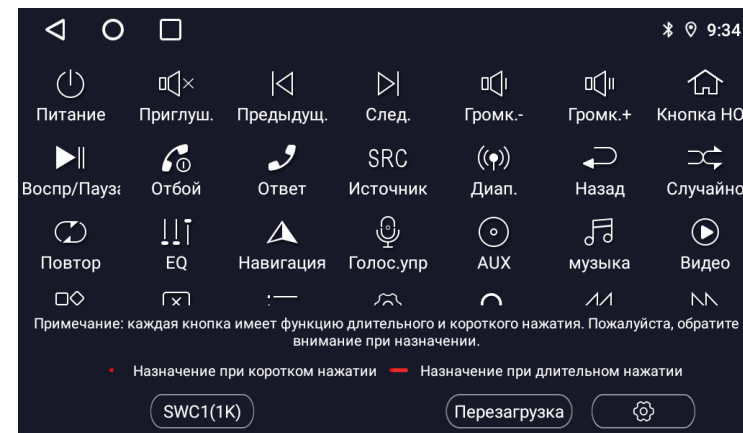 9:34
Питание Приглуш. Предыдущ. След. Громк.- Громк.+ Кнопка HO
Воспр/Пауза Отбой Ответ Источник Диап. Назад Случайно
SRC
Повтор EQ Навигация Голос.упр AUX музыка Видео
Примечание: каждая кнопка имеет функцию длительного и короткого нажатия. Пожалуйста, обратите
внимание при назначении.
Назначение при коротком нажатии Назначение при длительном нажатии
SWC1(1K) Перезагрузка